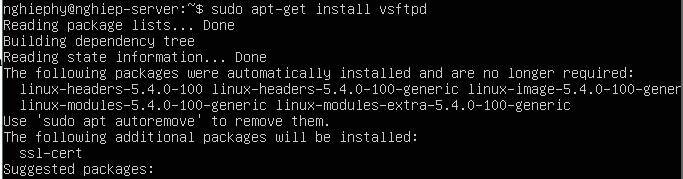 nghiephy@nghiep-server:~$ sudo apt-get install vsftpd
Reading package lists... Done
Building dependency tree
Reading state information... Done
The following packages were automatically installed and are no longer required:
  linux-headers-5.4.0-100 linux-headers-5.4.0-100-generic linux-image-5.4.0-100-gener
  linux-modules-5.4.0-100-generic linux-modules-extra-5.4.0-100-generic
Use 'sudo apt autoremove' to remove them.
The following additional packages will be installed:
  ssl-cert
Suggested packages: